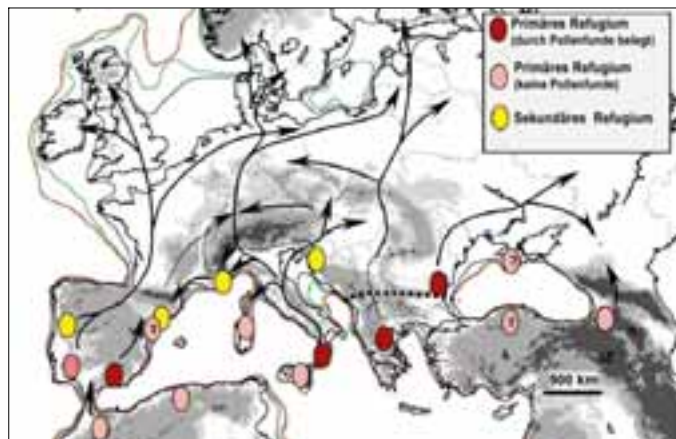 Primäres Refugium
(durch Pollenfunde belegt)
Primäres Refugium
(keine Pollenfunde)
Sekundäres Refugium
?
?
500 km